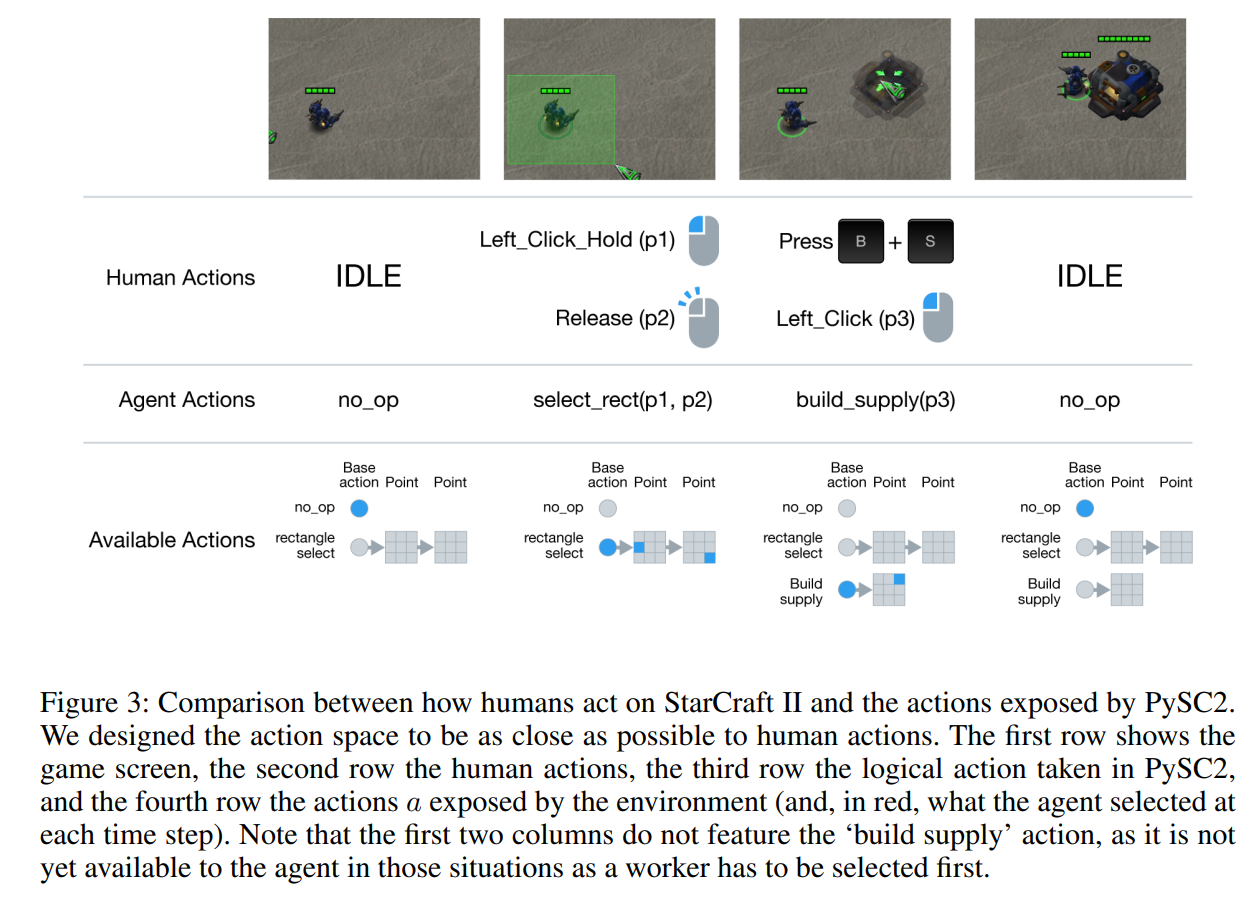 Human Actions
IDLE
Left_Click_Hold (p1)
Release (p2)
Press B + S
Left_Click (p3)
IDLE
Agent Actions
no_op
select_rect(p1, p2)
build_supply(p3)
no_op
Available Actions
Base
action Point Point
no_op
rectangle
select
Base
action Point Point
no_op
rectangle
select
Base
action Point Point
no_op
rectangle
select
Build
supply
Base
action Point Point
no_op
rectangle
select
Build
supply
Figure 3: Comparison between how humans act on StarCraft II and the actions exposed by PySC2.
We designed the action space to be as close as possible to human actions. The first row shows the
game screen, the second row the human actions, the third row the logical action taken in PySC2,
and the fourth row the actions a exposed by the environment (and, in red, what the agent selected at
each time step). Note that the first two columns do not feature the ‘build supply’ action, as it is not
yet available to the agent in those situations as a worker has to be selected first.